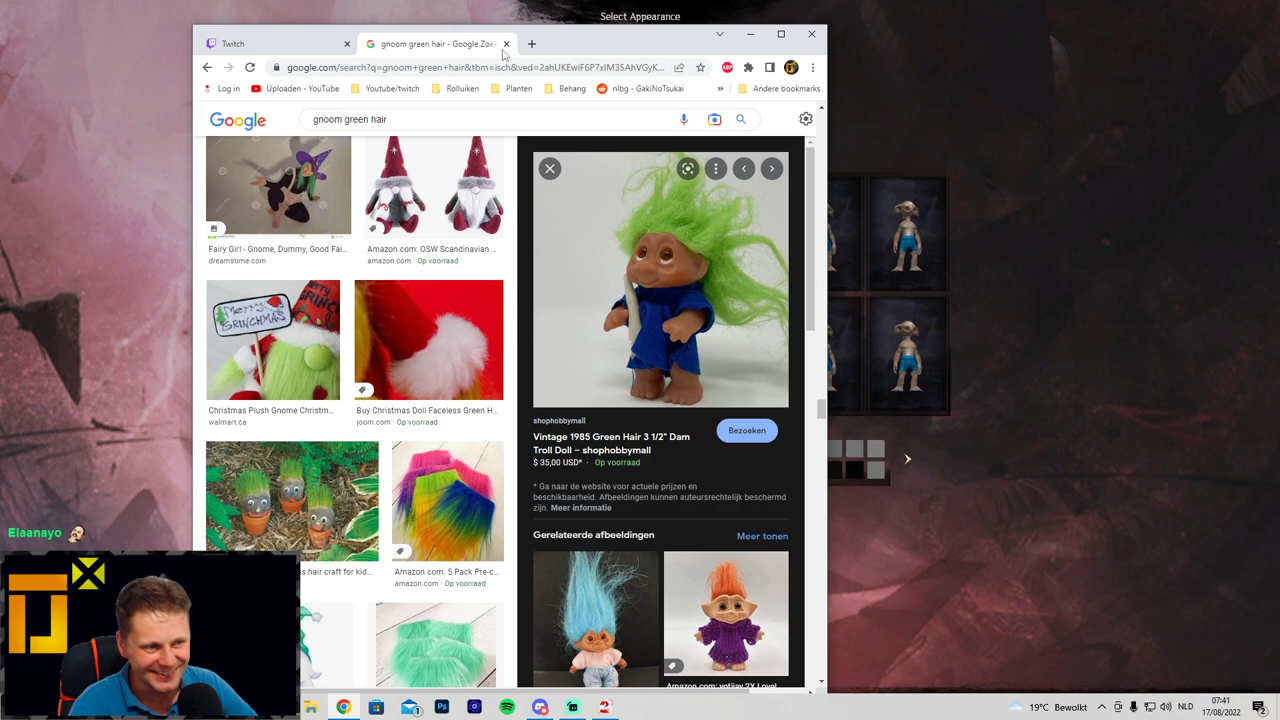 Select Appearance
Twitch
gnoom green hair - Google Zoek
google.com/search?q=gnoom+green+hair&tbm=isch&ved=2ahUKEwiF6P7xlM35AhVGyK...
Log in
Uploaden - YouTube
Youtube/twitch
Rolluiken
Planten
Behang
nlbg - GakiNoTsukai
»
Andere bookmarks
Google
gnoom green hair
Fairy Girl - Gnome, Dummy, Good Fai...
dreamstime.com
Amazon.com: OSW Scandinavian ...
amazon.com · Op voorraad
Merry
GRINCHMAS
Christmas Plush Gnome Christm...
walmart.ca
Buy Christmas Doll Faceless Green H...
joom.com · Op voorraad
shophobbymall
Vintage 1985 Green Hair 3 1/2" Dam
Troll Doll – shophobbymall
$ 35,00 USD* · Op voorraad
Bezoeken
* Ga naar de website voor actuele prijzen en
beschikbaarheid. Afbeeldingen kunnen auteursrechtelijk beschermd
zijn. Meer informatie
Gerelateerde afbeeldingen
Meer tonen
ss hair craft for kid...
Amazon.com: 5 Pack Pre-c...
amazon.com · Op voorraad
Elaanayo
19°C Bewolkt
NLD
07:41
17/08/2022